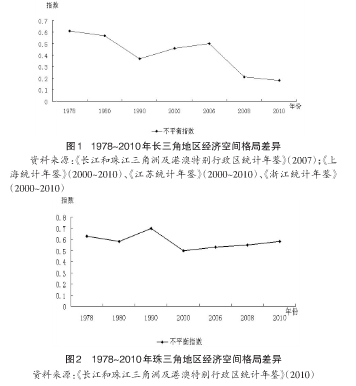 指数
0.7
0.6
0.5
0.4
0.3
0.2
0.1
0
1978 1980 1990 2006 2010 年份
不平衡指数
图1 1978~2010年长三角地区经济空间格局差异
资料来源：《长江和珠江三角洲及港澳特别行政区统计年鉴》(2007)；《上
海统计年鉴》(2000~2010)、《江苏统计年鉴》(2000~2010)、《浙江统计年鉴》
(2000~2010)
指数
0.8
0.7
0.6
0.5
0.4
0.3
0.2
0.1
0
1978 1980 1990 2000 2006 2008 2010 年份
不平衡指数
图2 1978~2010年珠三角地区经济空间格局差异
资料来源：《长江和珠江三角洲及港澳特别行政区统计年鉴》(2010)